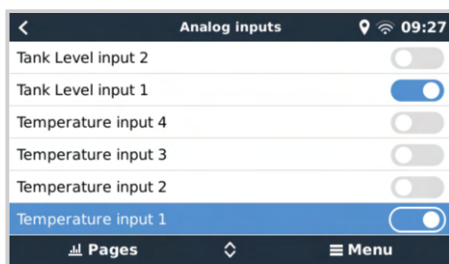 Analog inputs 09:27
Tank Level input 2
Tank Level input 1
Temperature input 4
Temperature input 3
Temperature input 2
Temperature input 1
Pages Menu